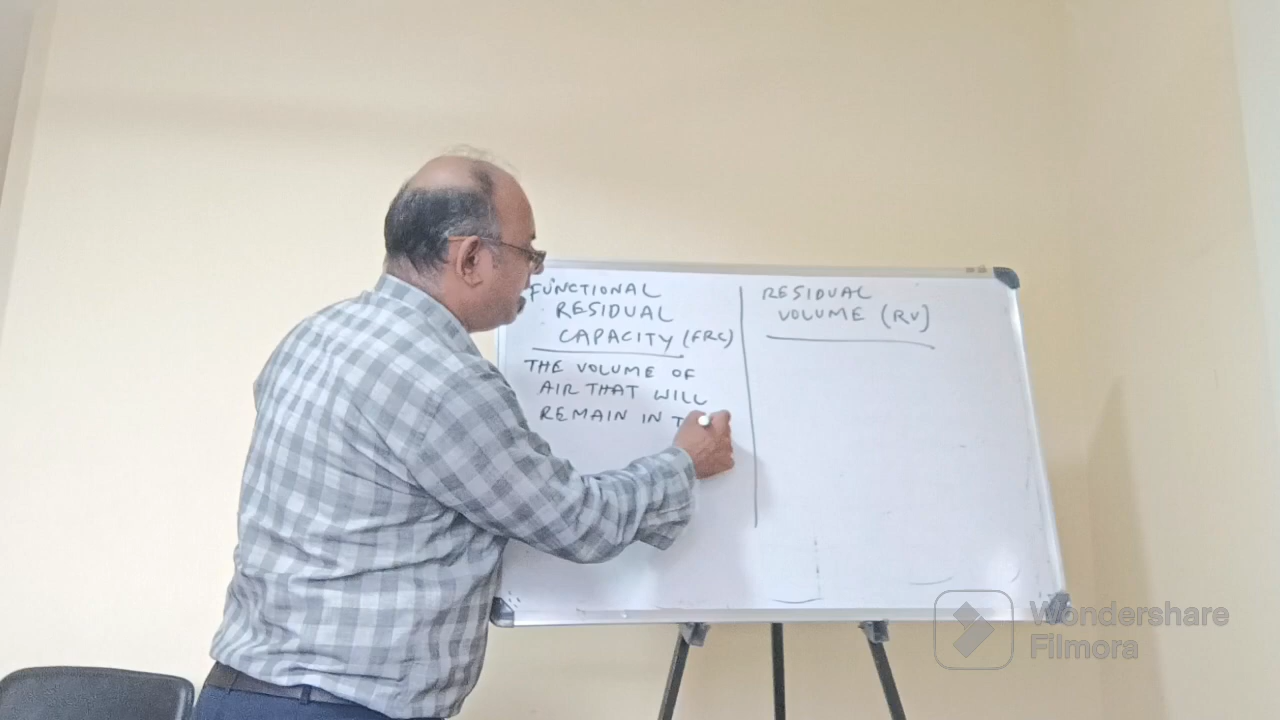 FUNCTIONAL
RESIDUAL
CAPACITY (FRC)
THE VOLUME OF
AIR THAT WILL
REMAIN IN T
RESIDUAL
VOLUME (RV)
Wondershare
Filmora